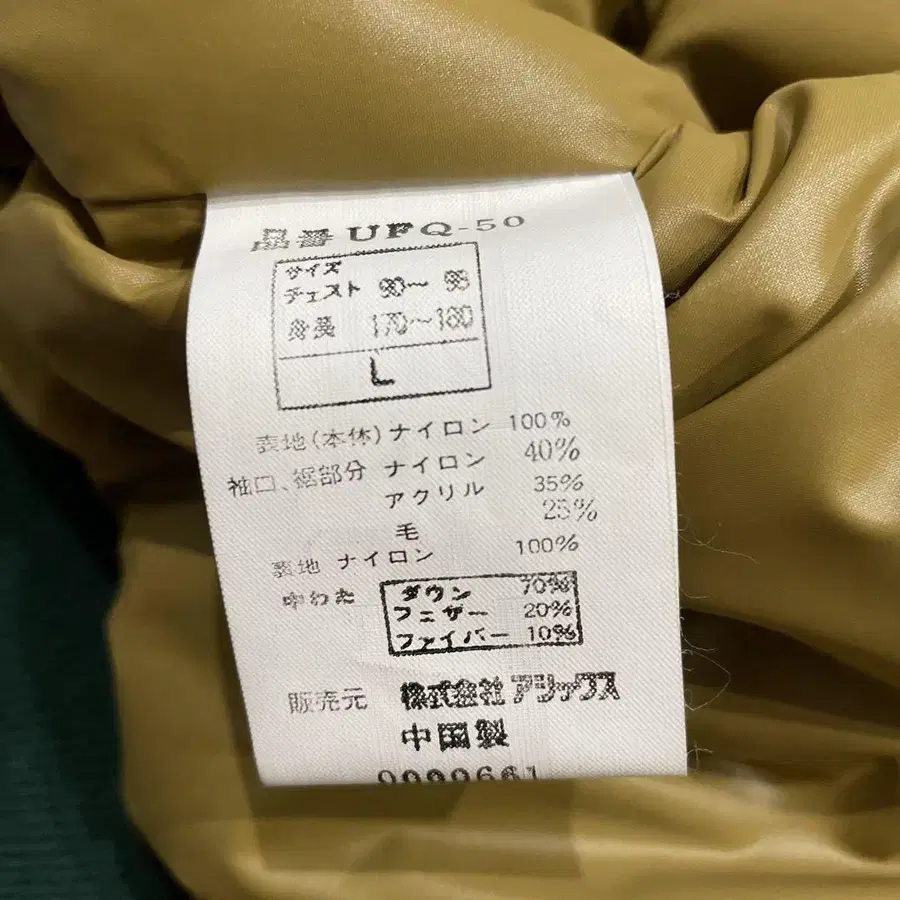 品番 UFQ-50
サイズ
チェスト 90〜 98
身長 170〜180
L
表地(本体) ナイロン 100%
袖口、裾部分 ナイロン 40%
アクリル 35%
毛 25%
表地 ナイロン 100%
中わた ダウン 70%
フェザー 20%
ファイバー 10%
販売元 株式会社アシックス
中国製